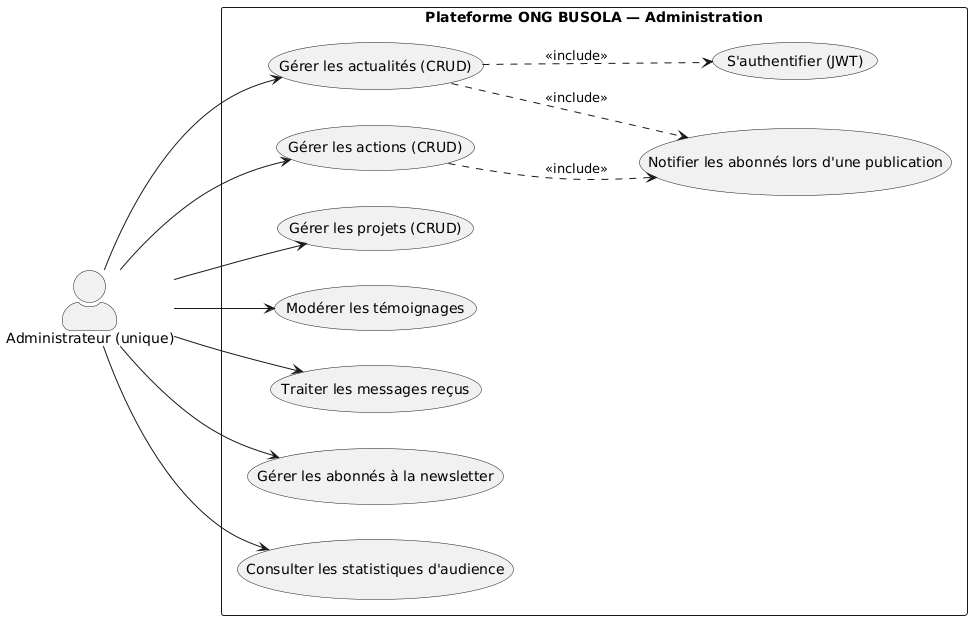 Plateforme ONG BUSOLA — Administration
Gérer les actualités (CRUD)
«include»
S'authentifier (JWT)
«include»
Gérer les actions (CRUD)
«include»
Notifier les abonnés lors d'une publication
Gérer les projets (CRUD)
Modérer les témoignages
Administrateur (unique)
Traiter les messages reçus
Gérer les abonnés à la newsletter
Consulter les statistiques d'audience